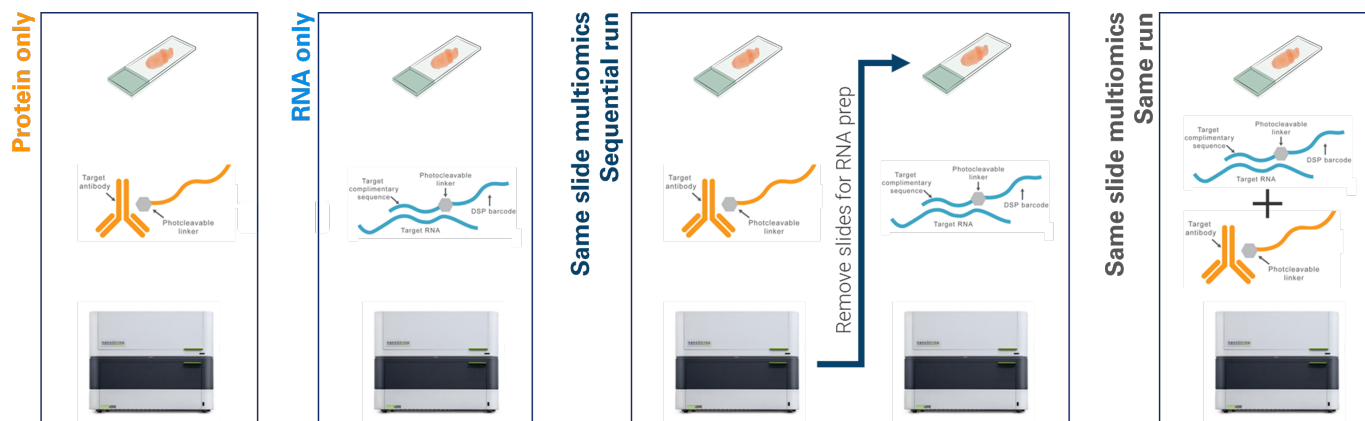 Protein only
Target
antibody
Photcleavable
linker
RNA only
Target
complimentary
sequence
Photocleavable
linker
DSP barcode
Target RNA
Same slide multiomics
Sequential run
Target
antibody
Photcleavable
linker
Remove slides for RNA prep
Target
complimentary
sequence
Photocleavable
linker
DSP barcode
Target RNA
Same slide multiomics
Same run
Target
complimentary
sequence
Photocleavable
linker
DSP barcode
Target RNA
+
Target
antibody
Photcleavable
linker